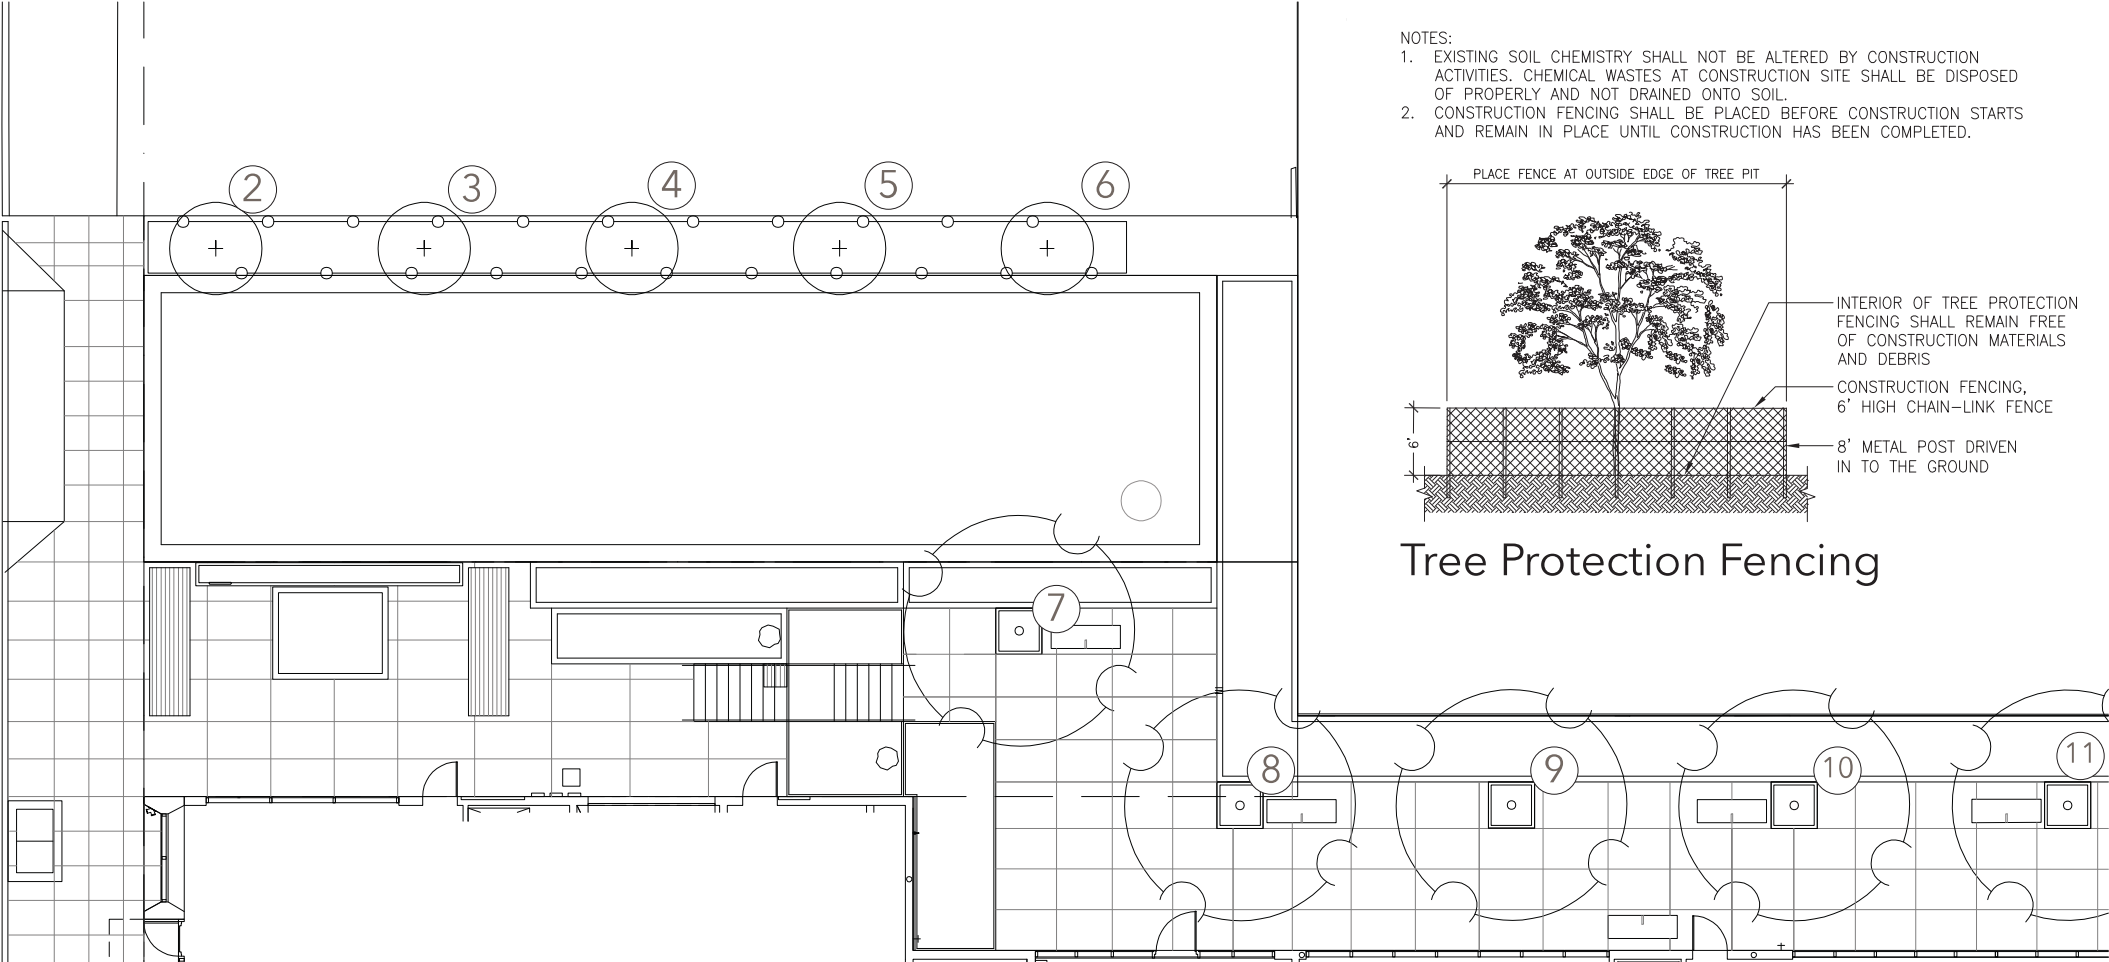 NOTES:
1. EXISTING SOIL CHEMISTRY SHALL NOT BE ALTERED BY CONSTRUCTION
ACTIVITIES. CHEMICAL WASTES AT CONSTRUCTION SITE SHALL BE DISPOSED
OF PROPERLY AND NOT DRAINED ONTO SOIL.
2. CONSTRUCTION FENCING SHALL BE PLACED BEFORE CONSTRUCTION STARTS
AND REMAIN IN PLACE UNTIL CONSTRUCTION HAS BEEN COMPLETED.
PLACE FENCE AT OUTSIDE EDGE OF TREE PIT
INTERIOR OF TREE PROTECTION
FENCING SHALL REMAIN FREE
OF CONSTRUCTION MATERIALS
AND DEBRIS
CONSTRUCTION FENCING,
6' HIGH CHAIN-LINK FENCE
6'
8' METAL POST DRIVEN
IN TO THE GROUND
Tree Protection Fencing
2
3
4
5
6
7
8
9
10
11